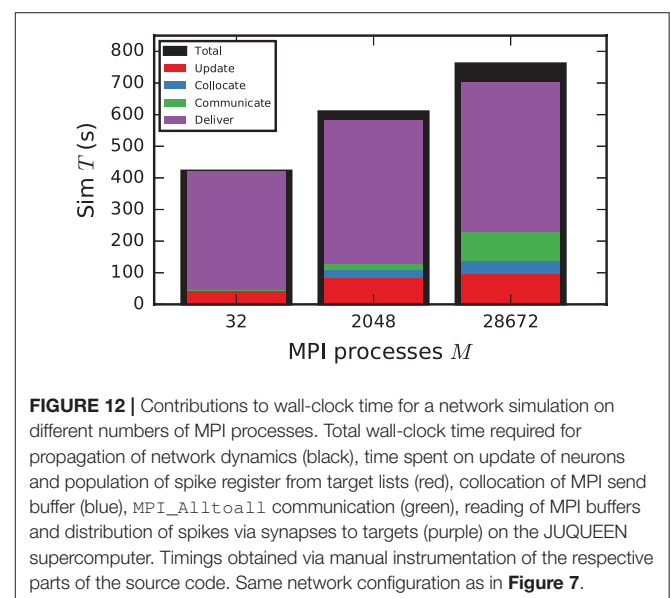 800
700
600
500
400
300
200
100
0
Sim T (s)
Total
Update
Collocate
Communicate
Deliver
32 2048 28672
MPI processes M
FIGURE 12 | Contributions to wall-clock time for a network simulation on
different numbers of MPI processes. Total wall-clock time required for
propagation of network dynamics (black), time spent on update of neurons
and population of spike register from target lists (red), collocation of MPI send
buffer (blue), MPI_Alltoall communication (green), reading of MPI buffers
and distribution of spikes via synapses to targets (purple) on the JUQUEEN
supercomputer. Timings obtained via manual instrumentation of the respective
parts of the source code. Same network configuration as in Figure 7.